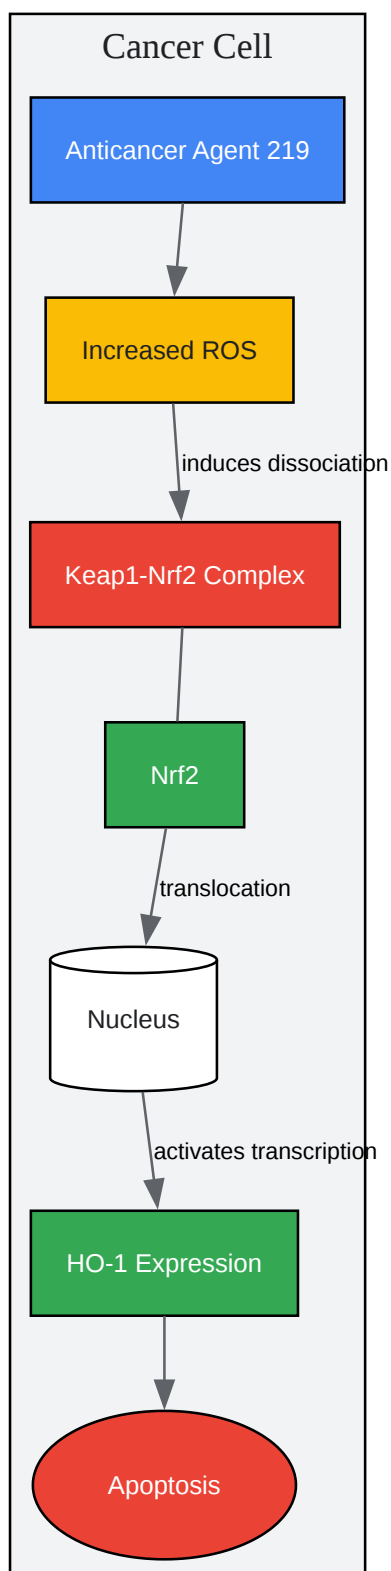 Cancer Cell
Anticancer Agent 219
Increased ROS
induces dissociation
Keap1-Nrf2 Complex
Nrf2
translocation
Nucleus
activates transcription
HO-1 Expression
Apoptosis